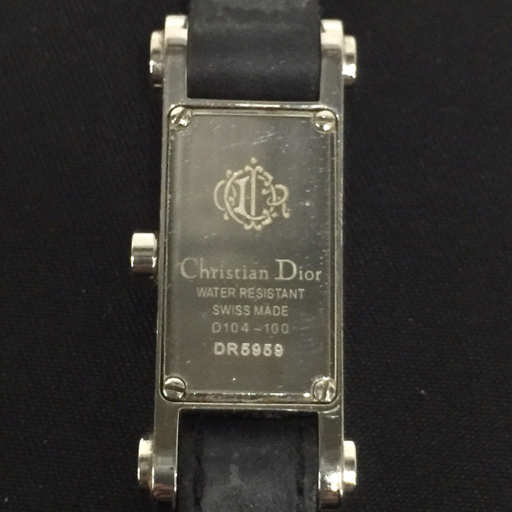 Christian Dior
WATER RESISTANT
SWISS MADE
D104-100
DR5959